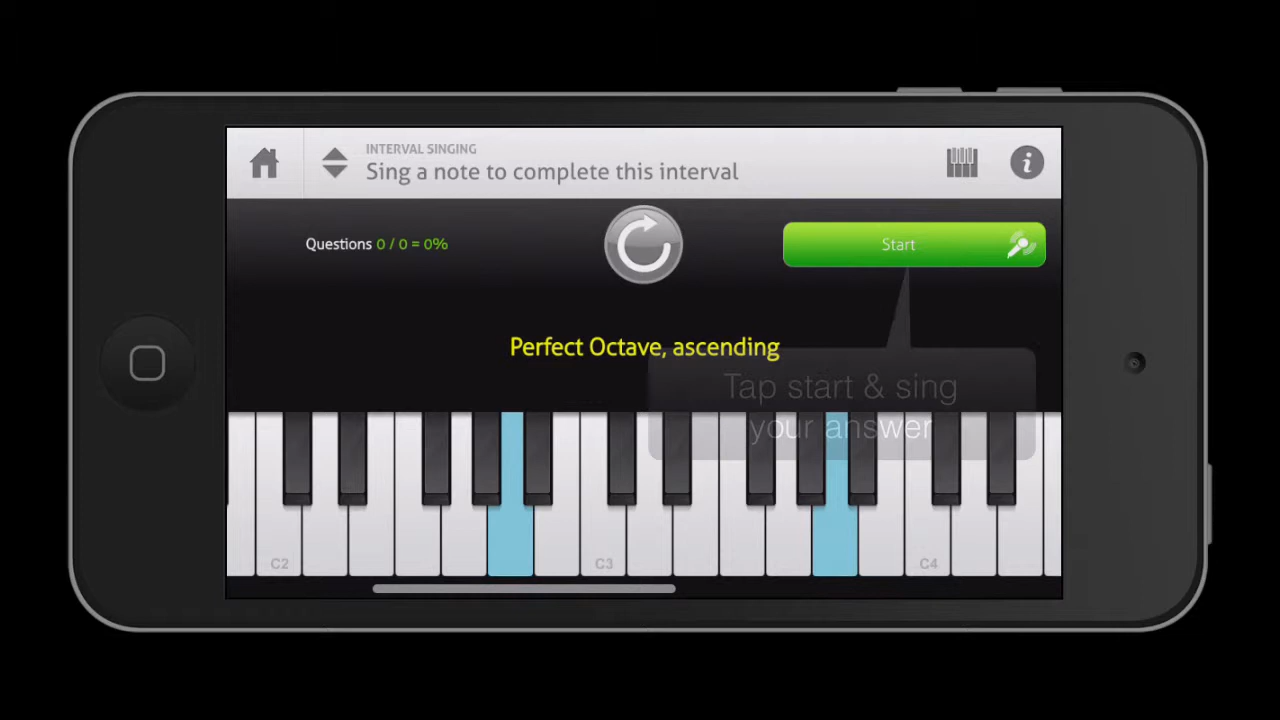 INTERVAL SINGING
Sing a note to complete this interval
Questions 0 / 0 = 0%
Start
Perfect Octave, ascending
Tap start & sing
your answer
C2
C3
C4